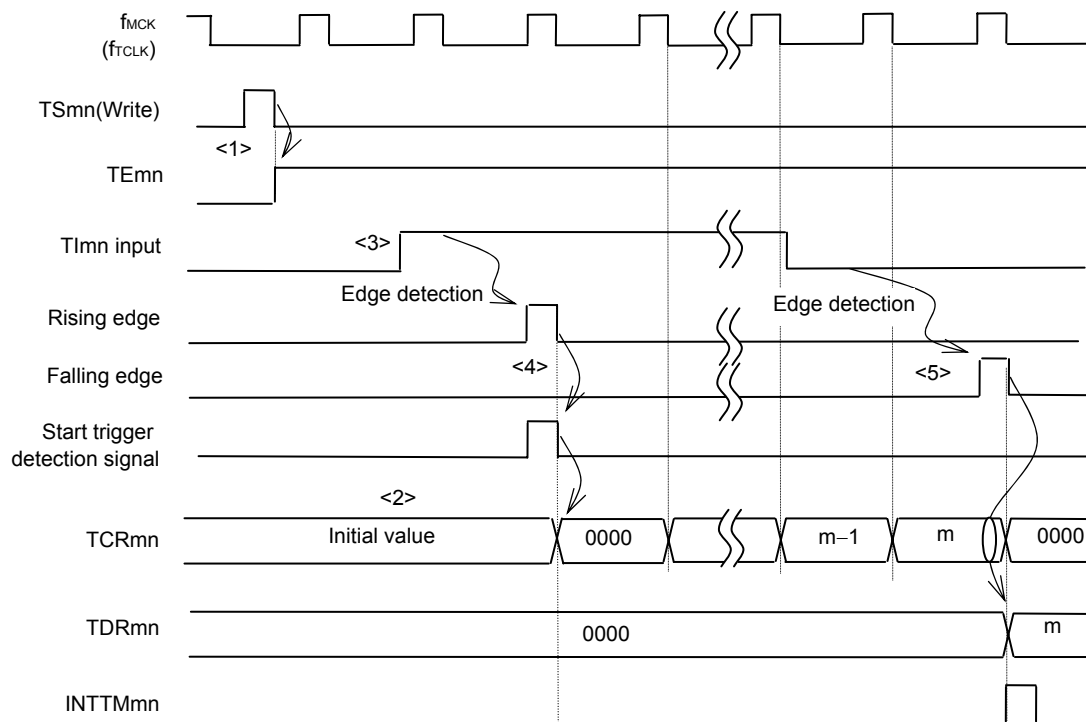 fMCK
(fTCLK)
TSmn(Write)
<1>
TEmn
TImn input
<3>
Edge detection
Edge detection
Rising edge
<4>
<5>
Falling edge
Start trigger
detection signal
<2>
TCRmn
Initial value
0000
m−1
m
0000
TDRmn
0000
m
INTTMmn